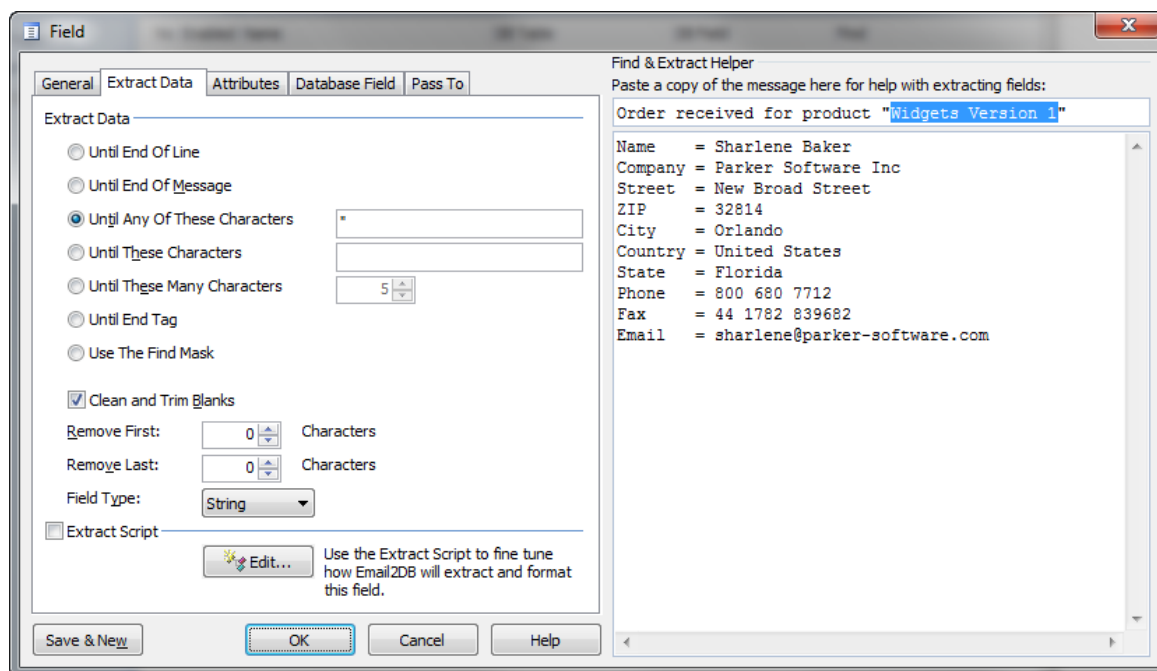 Field
General Extract Data Attributes Database Field Pass To
Extract Data
Until End Of Line
Until End Of Message
Until Any Of These Characters "
Until These Characters
Until These Many Characters 5
Until End Tag
Use The Find Mask
Clean and Trim Blanks
Remove First: 0 Characters
Remove Last: 0 Characters
Field Type: String
Extract Script
Edit... Use the Extract Script to fine tune
how Email2DB will extract and format
this field.
Save & New OK Cancel Help
Find & Extract Helper
Paste a copy of the message here for help with extracting fields:
Order received for product "Widgets Version 1"
Name = Sharlene Baker
Company = Parker Software Inc
Street = New Broad Street
ZIP = 32814
City = Orlando
Country = United States
State = Florida
Phone = 800 680 7712
Fax = 44 1782 839682
Email = sharlene@parker-software.com